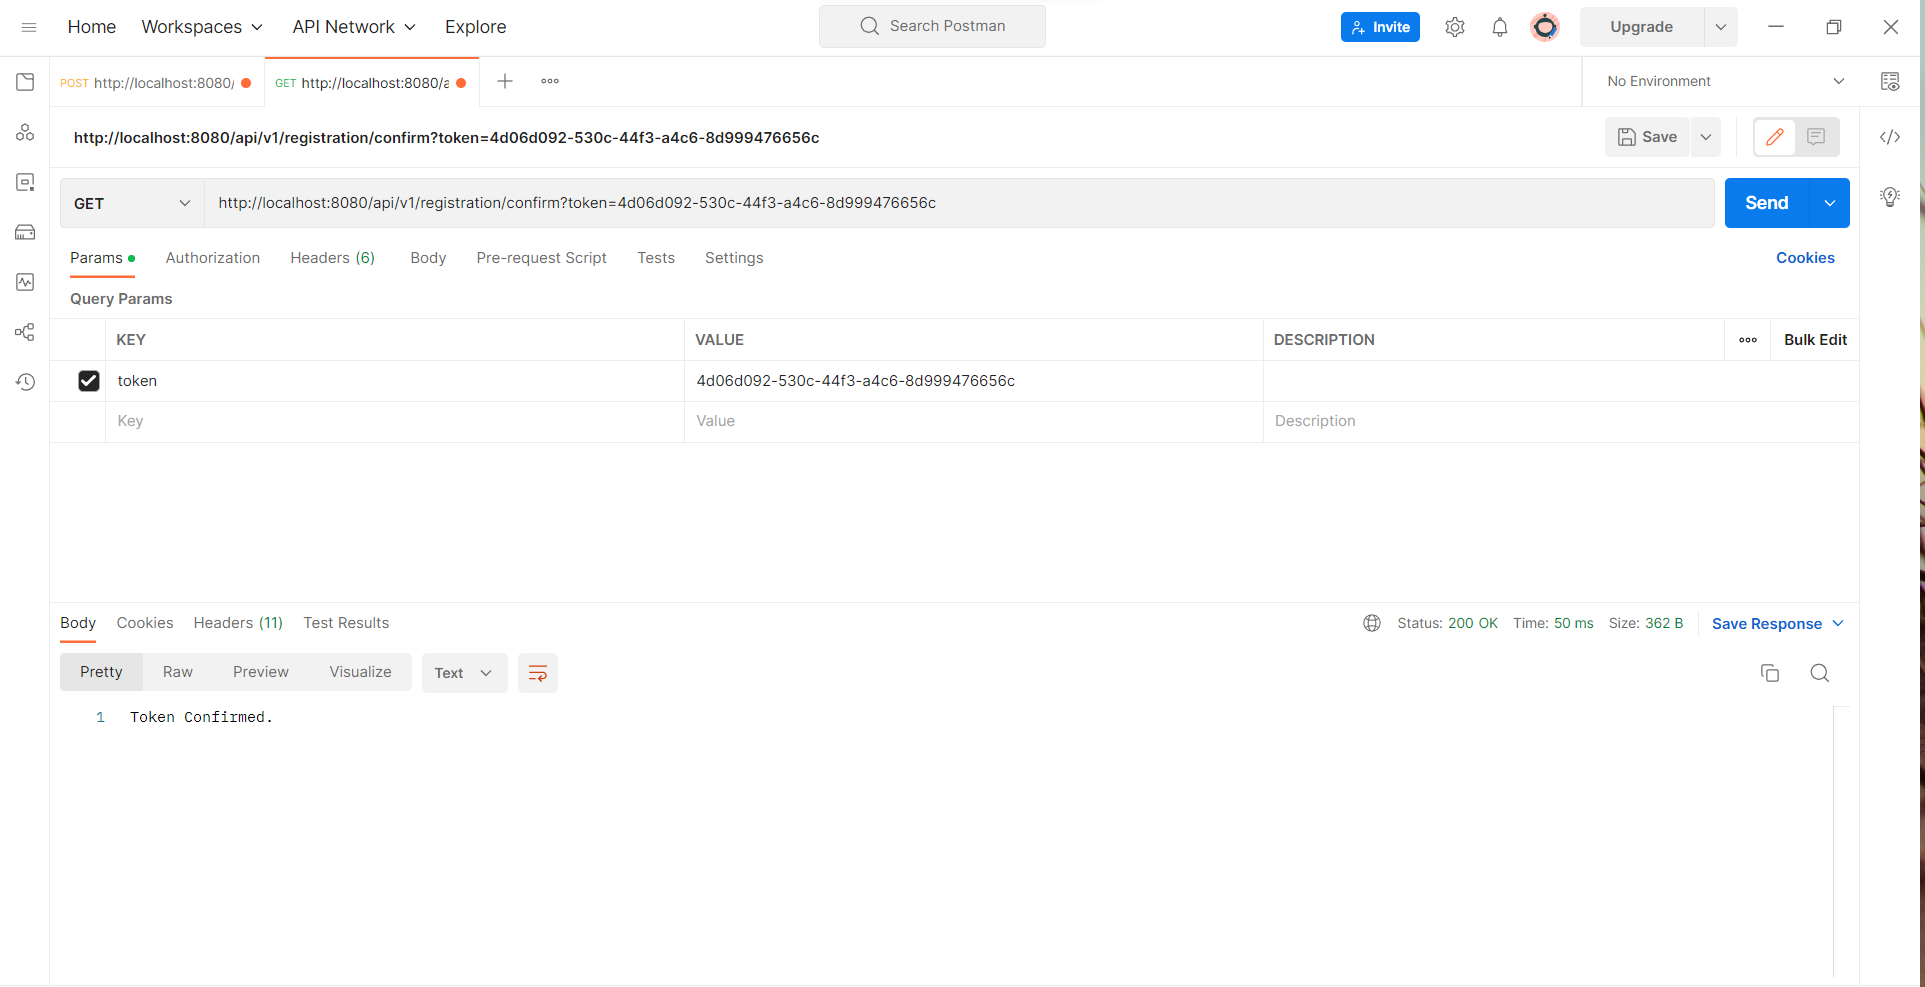 Home Workspaces API Network Explore Search Postman Invite Upgrade
POST http://localhost:8080/ GET http://localhost:8080/a No Environment
http://localhost:8080/api/v1/registration/confirm?token=4d06d092-530c-44f3-a4c6-8d999476656c Save
GET http://localhost:8080/api/v1/registration/confirm?token=4d06d092-530c-44f3-a4c6-8d999476656c Send
Params Authorization Headers (6) Body Pre-request Script Tests Settings Cookies
Query Params
KEY VALUE DESCRIPTION Bulk Edit
token 4d06d092-530c-44f3-a4c6-8d999476656c
Key Value Description
Body Cookies Headers (11) Test Results Status: 200 OK Time: 50 ms Size: 362 B Save Response
Pretty Raw Preview Visualize Text
1 Token Confirmed.